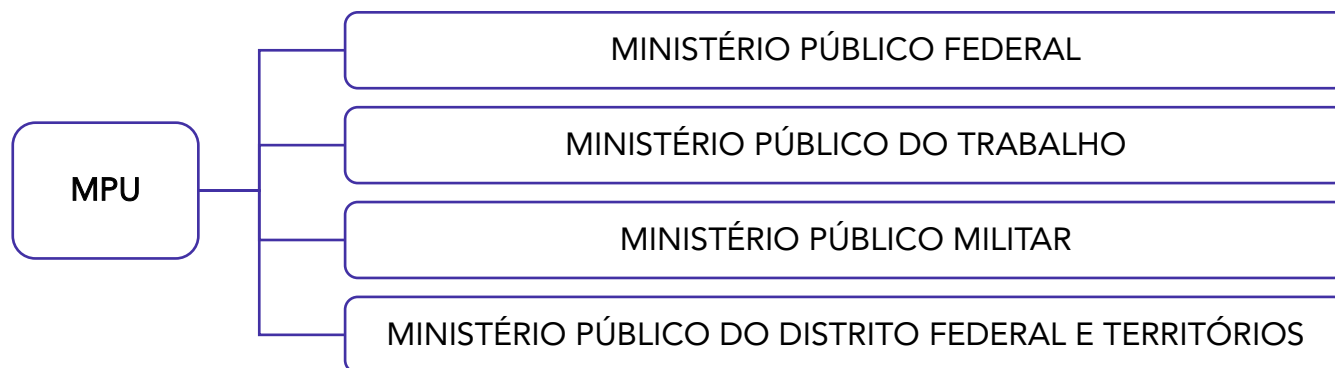 MINISTÉRIO PÚBLICO FEDERAL
MINISTÉRIO PÚBLICO DO TRABALHO
MPU
MINISTÉRIO PÚBLICO MILITAR
MINISTÉRIO PÚBLICO DO DISTRITO FEDERAL E TERRITÓRIOS